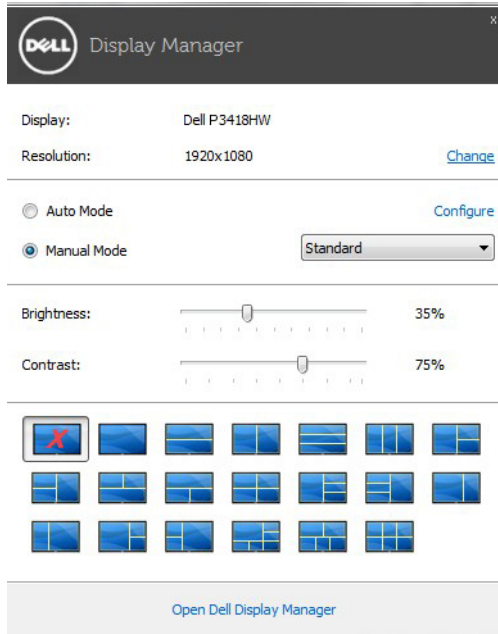 x
DELL Display Manager
Display: Dell P3418HW
Resolution: 1920x1080 Change
Auto Mode Configure
Manual Mode Standard
Brightness: 35%
Contrast: 75%
X
Open Dell Display Manager